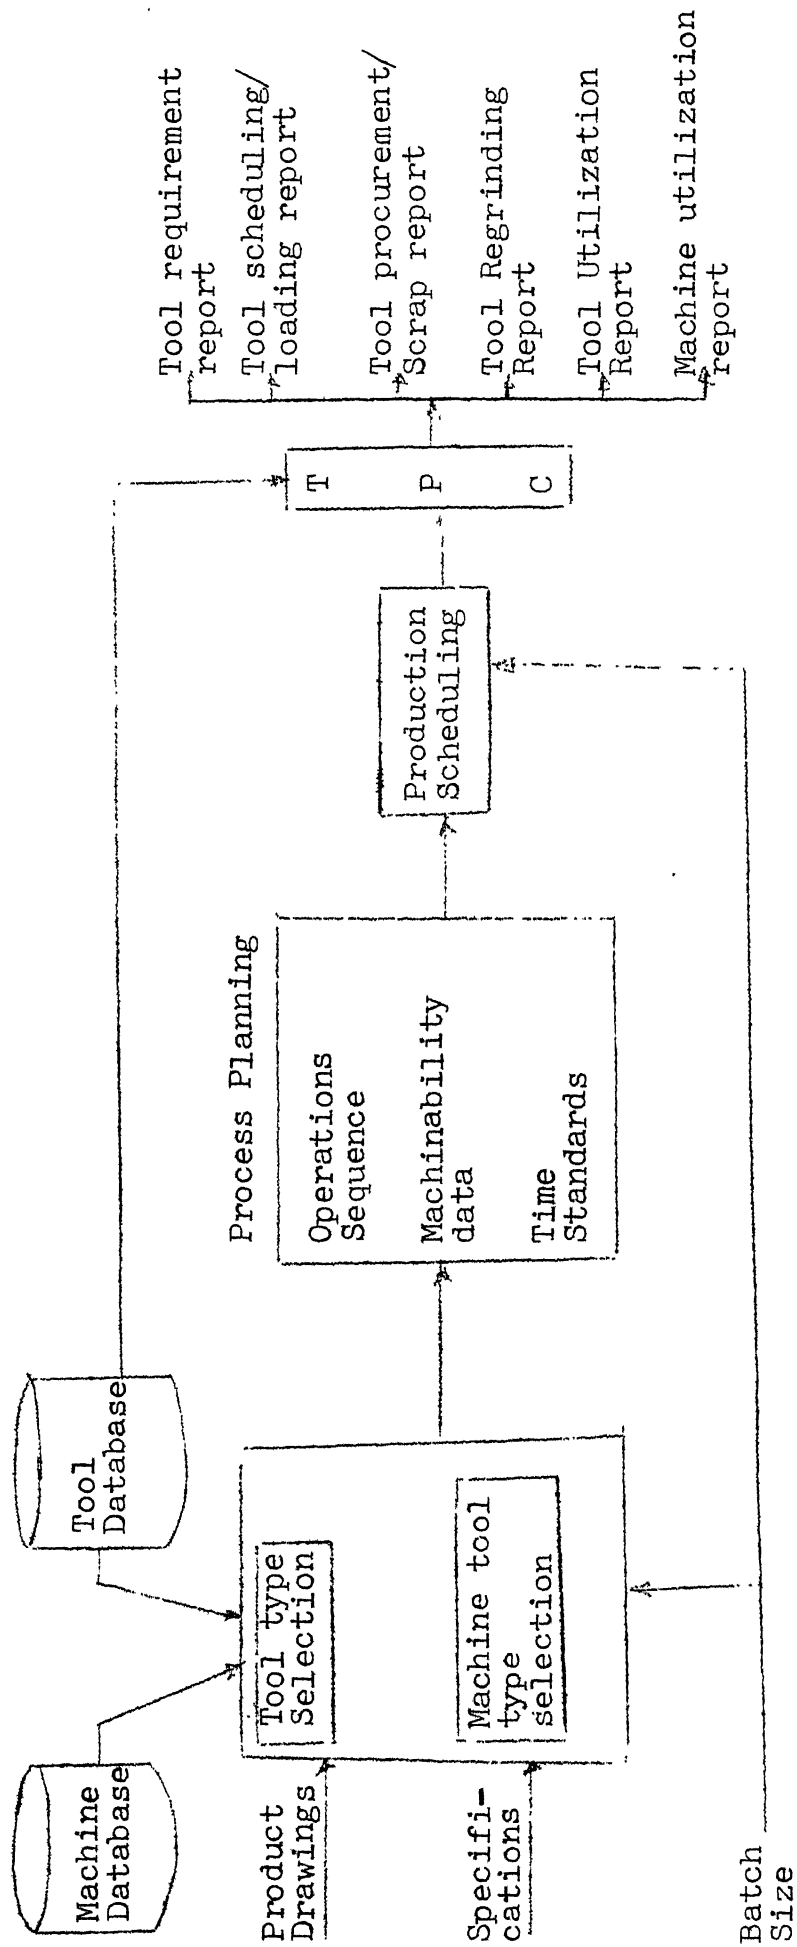 Machine
Database
Tool
Database
Product
Drawings
Specifi-
cations
Batch
Size
Tool type
Selection
Machine tool
type
selection
Process Planning
Operations
Sequence
Machinability
data
Time
Standards
Production
Scheduling
T
P
C
Tool requirement
report
Tool scheduling/
loading report
Tool procurement/
Scrap report
Tool Regrinding
Report
Tool Utilization
Report
Machine utilization
report